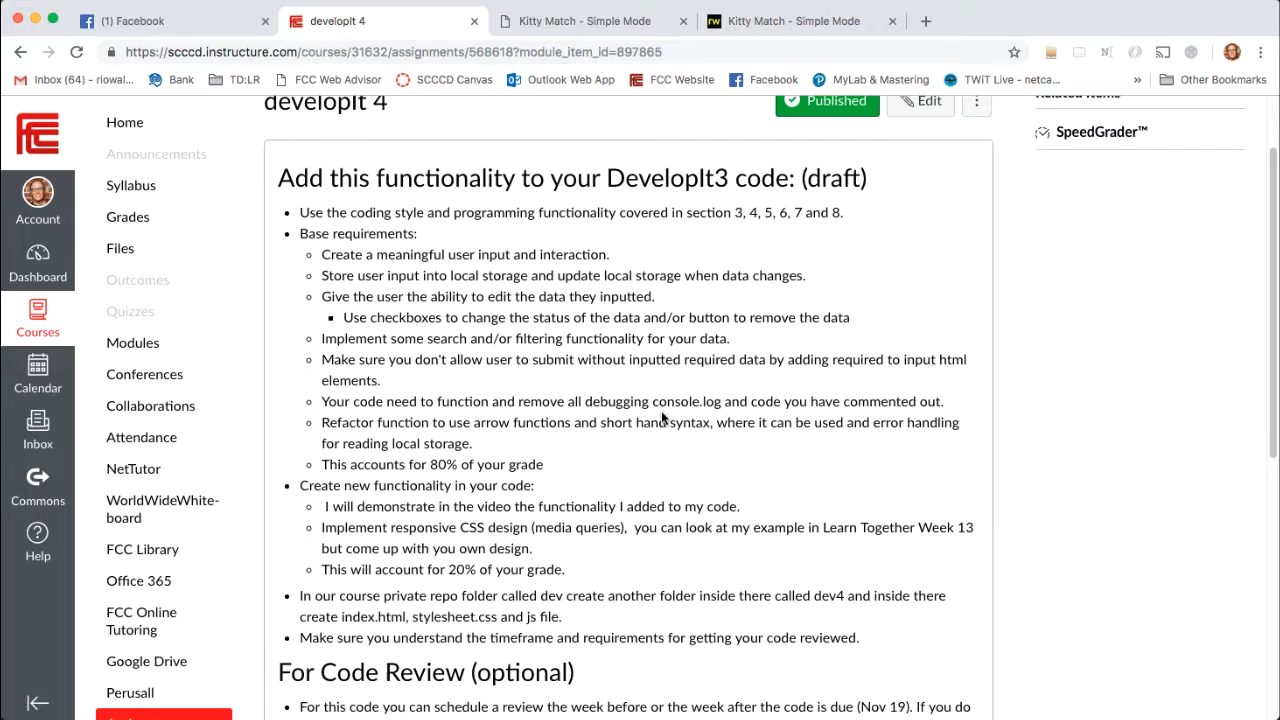 (1) Facebook
developIt 4
Kitty Match - Simple Mode
rw Kitty Match - Simple Mode
https://scccd.instructure.com/courses/31632/assignments/568618?module_item_id=897865
Inbox (64) - riowal...
Bank
TD:LR
FCC Web Advisor
SCCCD Canvas
Outlook Web App
FCC Website
Facebook
MyLab & Mastering
TWiT Live - netca...
»
Other Bookmarks
Account
Dashboard
Courses
Calendar
Inbox
Commons
Help
Home
Announcements
Syllabus
Grades
Files
Outcomes
Quizzes
Modules
Conferences
Collaborations
Attendance
NetTutor
WorldWideWhite-
board
FCC Library
Office 365
FCC Online
Tutoring
Google Drive
Perusall
developIt 4
Published
Edit
Related Items
SpeedGrader™
Add this functionality to your DevelopIt3 code: (draft)
Use the coding style and programming functionality covered in section 3, 4, 5, 6, 7 and 8.
Base requirements:
Create a meaningful user input and interaction.
Store user input into local storage and update local storage when data changes.
Give the user the ability to edit the data they inputted.
Use checkboxes to change the status of the data and/or button to remove the data
Implement some search and/or filtering functionality for your data.
Make sure you don't allow user to submit without inputted required data by adding required to input html
elements.
Your code need to function and remove all debugging console.log and code you have commented out.
Refactor function to use arrow functions and short hand syntax, where it can be used and error handling
for reading local storage.
This accounts for 80% of your grade
Create new functionality in your code:
I will demonstrate in the video the functionality I added to my code.
Implement responsive CSS design (media queries), you can look at my example in Learn Together Week 13
but come up with you own design.
This will account for 20% of your grade.
In our course private repo folder called dev create another folder inside there called dev4 and inside there
create index.html, stylesheet.css and js file.
Make sure you understand the timeframe and requirements for getting your code reviewed.
For Code Review (optional)
For this code you can schedule a review the week before or the week after the code is due (Nov 19). If you do